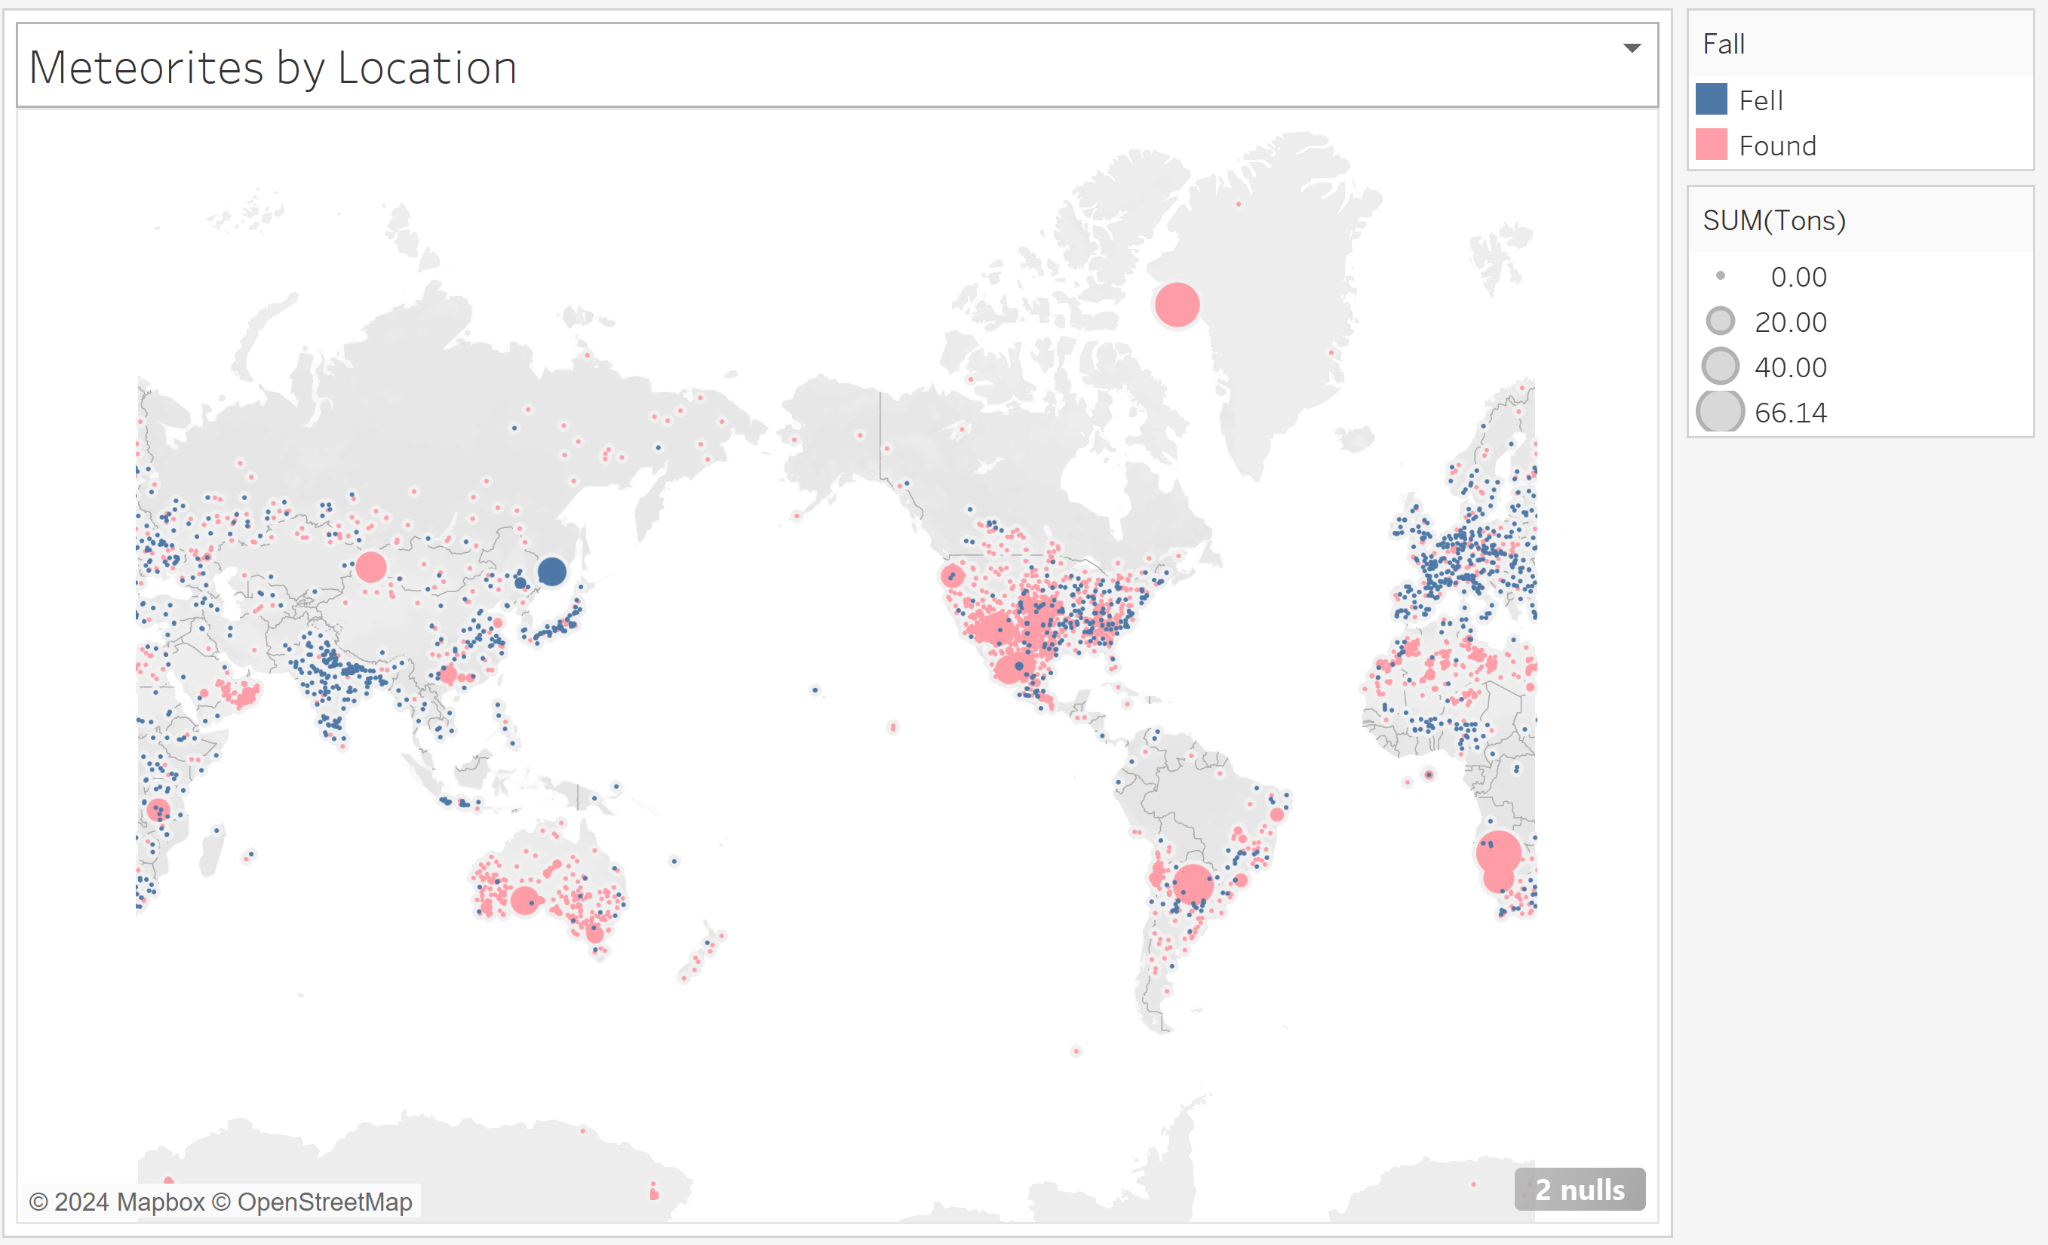 Meteorites by Location
© 2024 Mapbox © OpenStreetMap
2 nulls
Fall
Fell
Found
SUM(Tons)
0.00
20.00
40.00
66.14